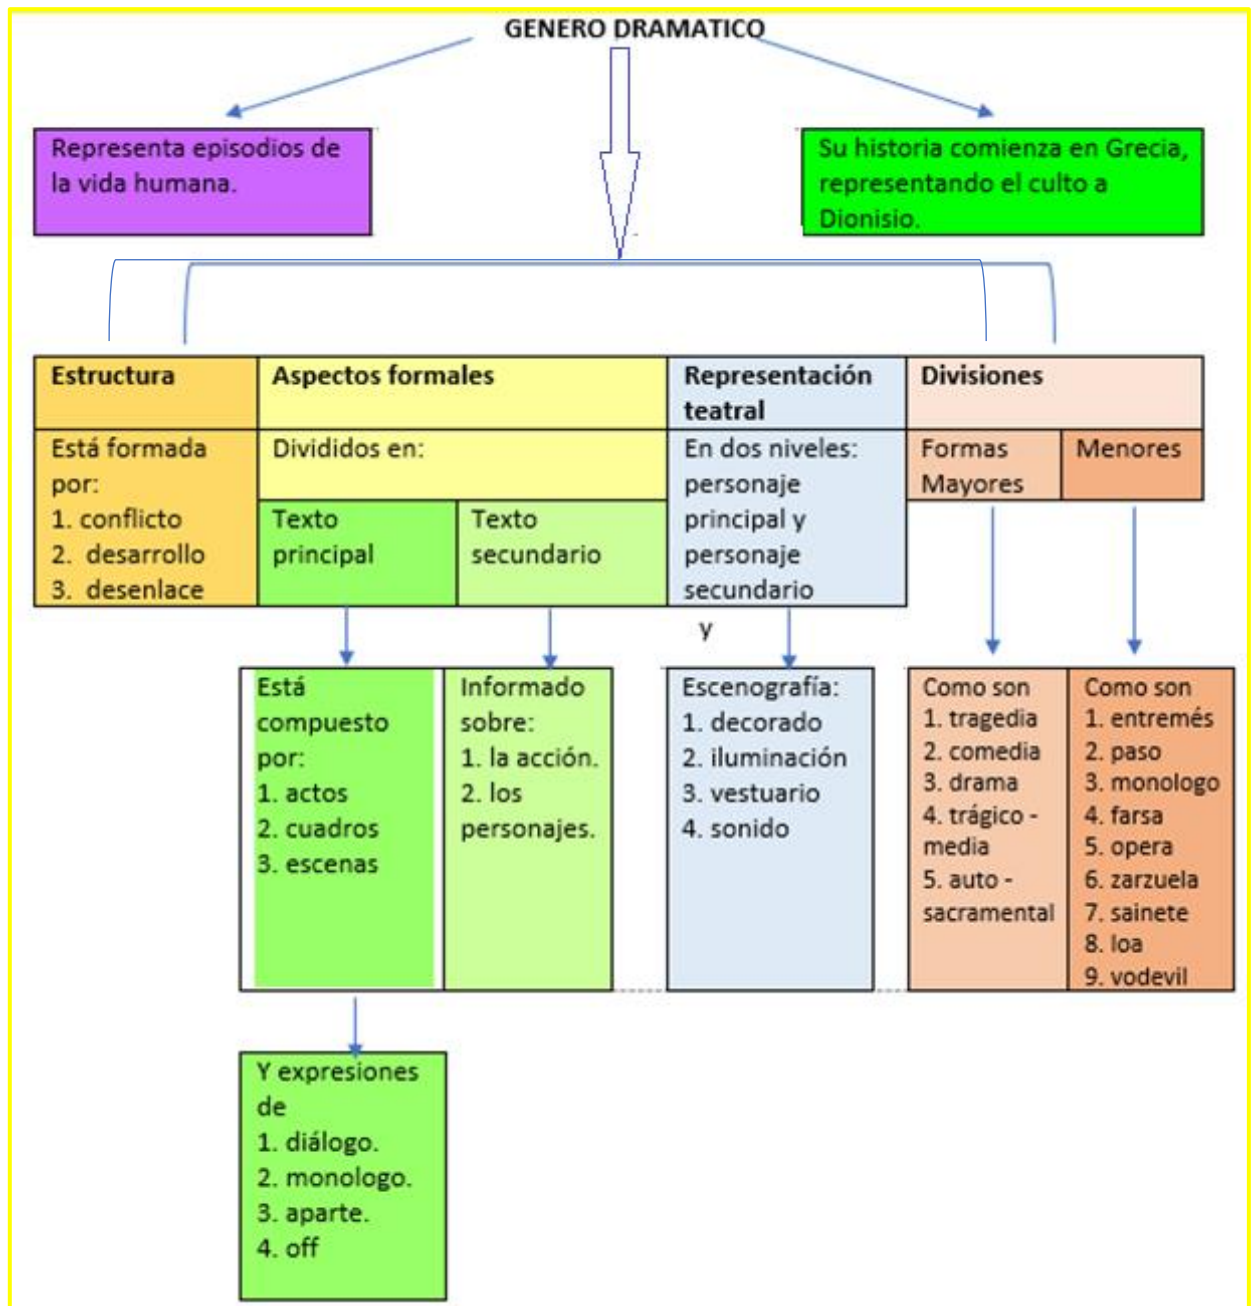 GENERO DRAMATICO
Representa episodios de
la vida humana.
Su historia comienza en Grecia,
representando el culto a
Dionisio.
Estructura
Está formada
por:
1. conflicto
2. desarrollo
3. desenlace
Aspectos formales
Divididos en:
Texto
principal
Texto
secundario
Representación
teatral
En dos niveles:
personaje
principal y
personaje
secundario
Divisiones
Formas
Mayores
Menores
y
Está
compuesto
por:
1. actos
2. cuadros
3. escenas
Informado
sobre:
1. la acción.
2. los
personajes.
Escenografía:
1. decorado
2. iluminación
3. vestuario
4. sonido
Como son
1. tragedia
2. comedia
3. drama
4. trágico -
media
5. auto -
sacramental
Como son
1. entremés
2. paso
3. monologo
4. farsa
5. opera
6. zarzuela
7. sainete
8. loa
9. vodevil
Y expresiones
de
1. diálogo.
2. monologo.
3. aparte.
4. off